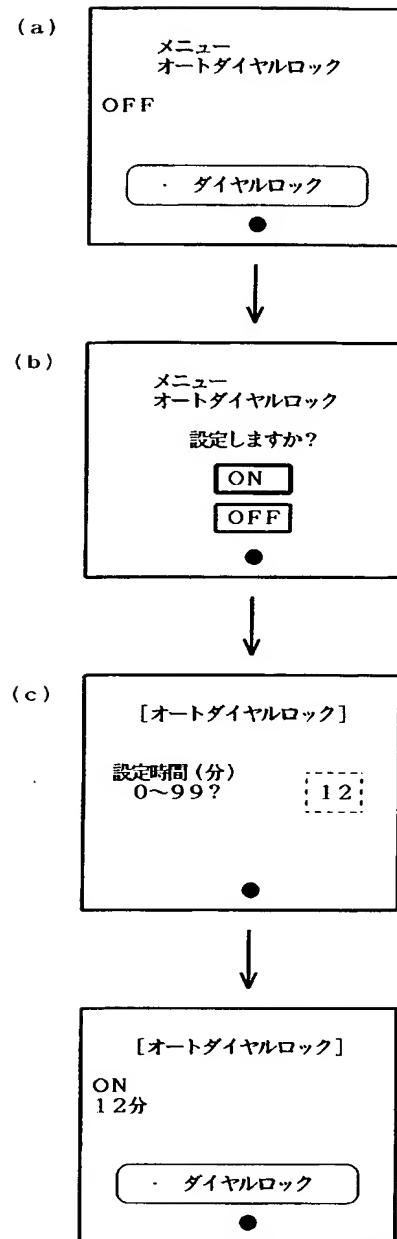 (a)
メニュー
オートダイヤルロック
OFF
・ ダイヤルロック
(b)
メニュー
オートダイヤルロック
設定しますか?
ON
OFF
(c)
[オートダイヤルロック]
設定時間(分)
0～99?
12
[オートダイヤルロック]
ON
12分
・ ダイヤルロック